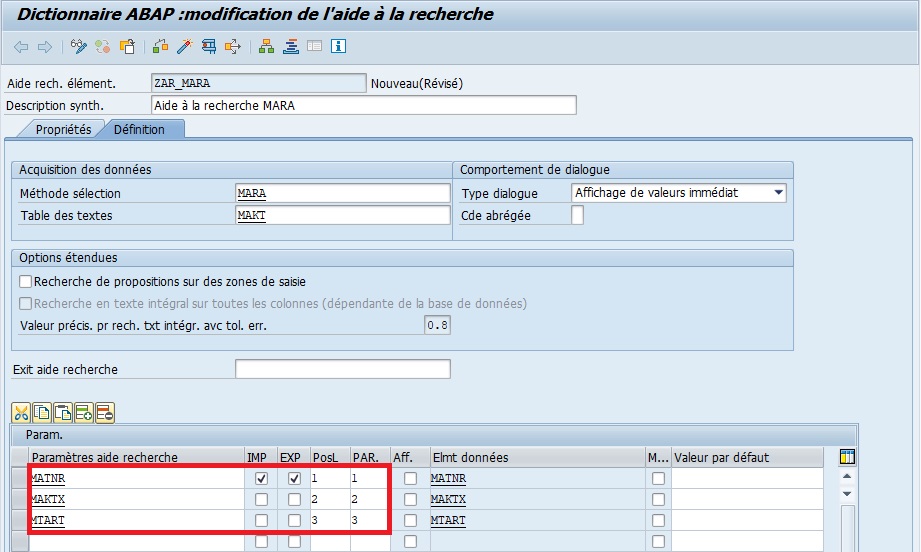 Dictionnaire ABAP :modification de l'aide à la recherche
Aide rech. élément. ZAR_MARA Nouveau(Révisé)
Description synth. Aide à la recherche MARA
Propriétés Définition
Acquisition des données Comportement de dialogue
Méthode sélection MARA Type dialogue Affichage de valeurs immédiat
Table des textes MAKT Cde abrégée
Options étendues
Recherche de propositions sur des zones de saisie
Recherche en texte intégral sur toutes les colonnes (dépendante de la base de données)
Valeur précis. pr rech. txt intégr. avc tol. err. 0.8
Exit aide recherche
Param.
Paramètres aide recherche IMP EXP PosL PAR. Aff. Elmt données M... Valeur par défaut
MATNR 1 1 MATNR
MAKTX 2 2 MAKTX
MTART 3 3 MTART